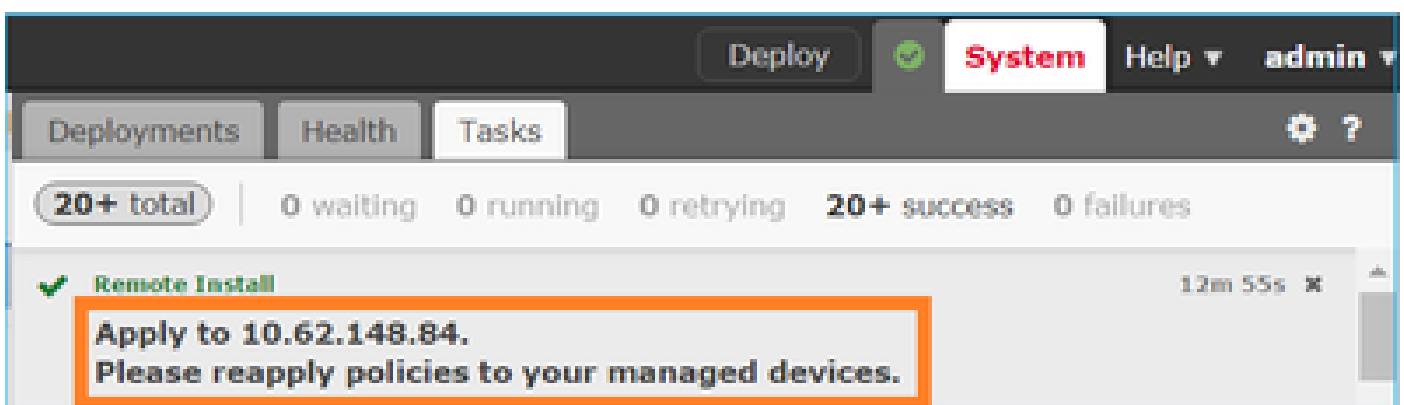 Deploy System Help admin
Deployments Health Tasks ?
20+ total 0 waiting 0 running 0 retrying 20+ success 0 failures
Remote Install 12m 55s
Apply to 10.62.148.84.
Please reapply policies to your managed devices.